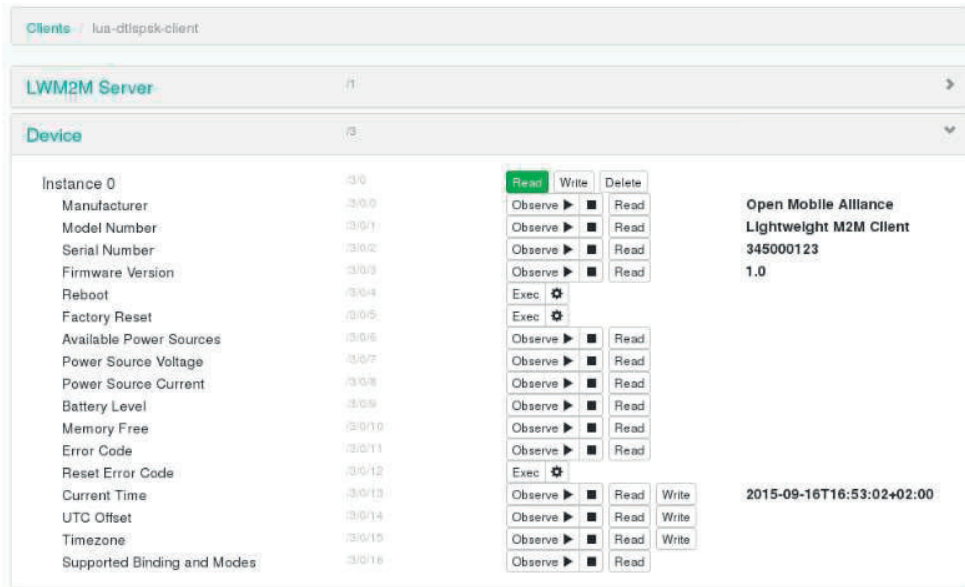 Clients / lua-dtlspsk-client
LWM2M Server /1
Device /3
Instance 0 /3/0 Read Write Delete
Manufacturer /3/0/0 Observe Read Open Mobile Alliance
Model Number /3/0/1 Observe Read Lightweight M2M Client
Serial Number /3/0/2 Observe Read 345000123
Firmware Version /3/0/3 Observe Read 1.0
Reboot /3/0/4 Exec
Factory Reset /3/0/5 Exec
Available Power Sources /3/0/6 Observe Read
Power Source Voltage /3/0/7 Observe Read
Power Source Current /3/0/8 Observe Read
Battery Level /3/0/9 Observe Read
Memory Free /3/0/10 Observe Read
Error Code /3/0/11 Observe Read
Reset Error Code /3/0/12 Exec
Current Time /3/0/13 Observe Read Write 2015-09-16T16:53:02+02:00
UTC Offset /3/0/14 Observe Read Write
Timezone /3/0/15 Observe Read Write
Supported Binding and Modes /3/0/16 Observe Read